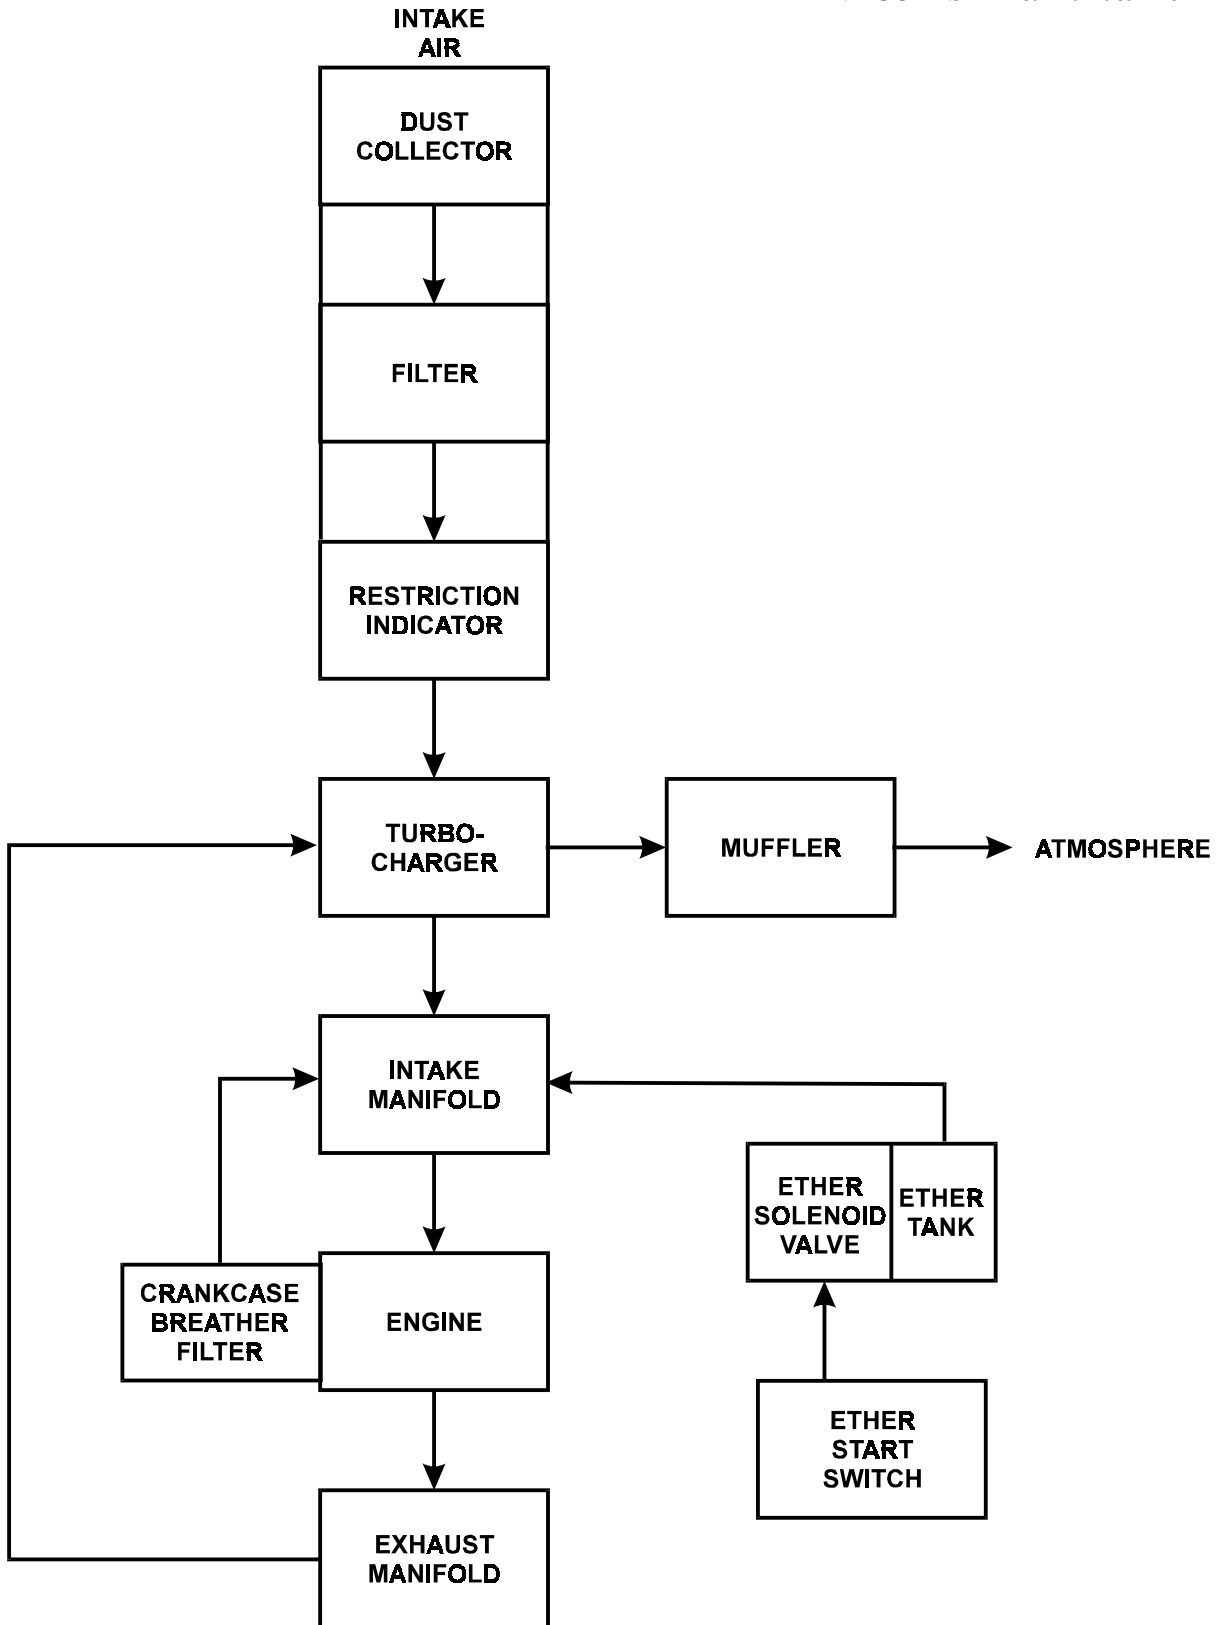 INTAKE
AIR
DUST
COLLECTOR
FILTER
RESTRICTION
INDICATOR
TURBO-
CHARGER
MUFFLER
ATMOSPHERE
INTAKE
MANIFOLD
ETHER
SOLENOID
VALVE
ETHER
TANK
CRANKCASE
BREATHER
FILTER
ENGINE
ETHER
START
SWITCH
EXHAUST
MANIFOLD